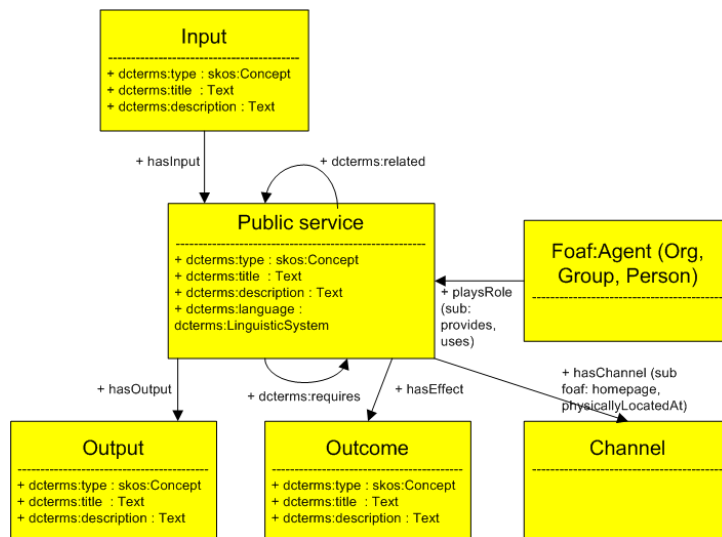 Input
+ dcterms:type : skos:Concept
+ dcterms:title : Text
+ dcterms:description : Text
+ hasInput
+ dcterms:related
Public service
+ dcterms:type : skos:Concept
+ dcterms:title : Text
+ dcterms:description : Text
+ dcterms:language :
dcterms:LinguisticSystem
Foaf:Agent (Org,
Group, Person)
+ playsRole
(sub:
provides,
uses)
+ hasOutput
+ dcterms:requires
+ hasEffect
+ hasChannel (sub
foaf: homepage,
physicallyLocatedAt)
Output
+ dcterms:type : skos:Concept
+ dcterms:title : Text
+ dcterms:description : Text
Outcome
+ dcterms:type : skos:Concept
+ dcterms:title : Text
+ dcterms:description : Text
Channel